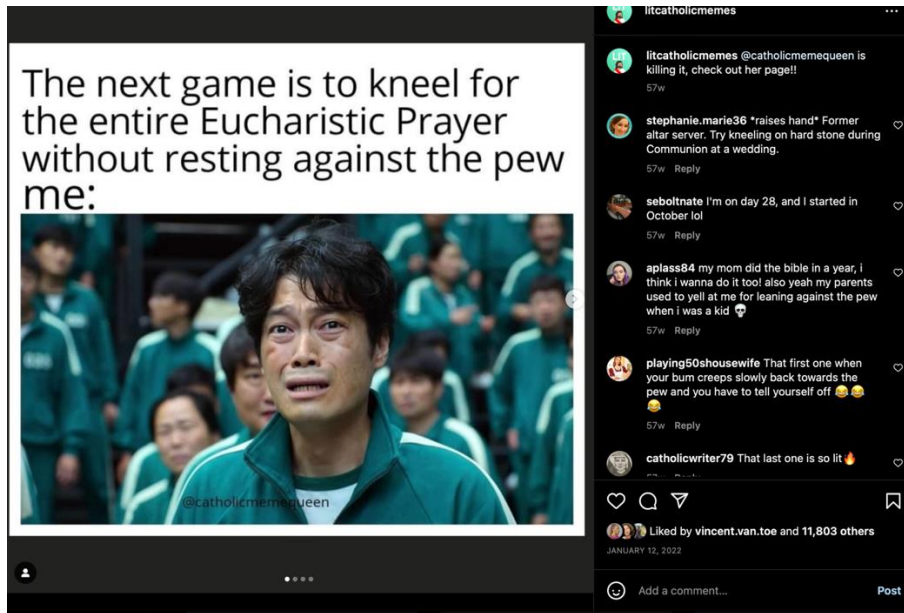 The next game is to kneel for
the entire Eucharistic Prayer
without resting against the pew
me:
@catholicmemequeen
litcatholicmemes
LIT
litcatholicmemes @catholicmemequeen is
killing it, check out her page!!
57w
stephanie.marie36 *raises hand* Former
altar server. Try kneeling on hard stone during
Communion at a wedding.
57w Reply
seboltnate I'm on day 28, and I started in
October lol
57w Reply
aplass84 my mom did the bible in a year, i
think i wanna do it too! also yeah my parents
used to yell at me for leaning against the pew
when i was a kid 💀
57w Reply
playing50shousewife That first one when
your bum creeps slowly back towards the
pew and you have to tell yourself off 😂😂
😂
57w Reply
catholicwriter79 That last one is so lit🔥
Liked by vincent.van.toe and 11,803 others
JANUARY 12, 2022
Add a comment... Post